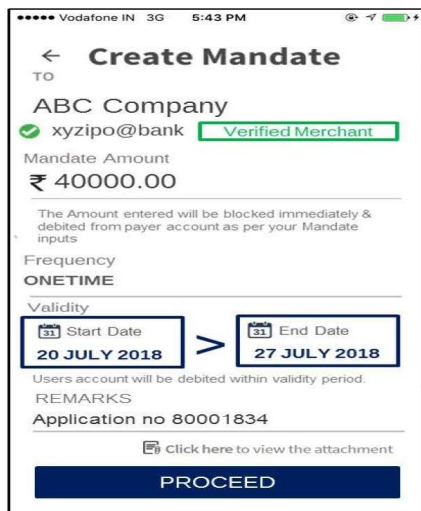 Vodafone IN 3G 5:43 PM
← Create Mandate
TO
ABC Company
xyzipo@bank Verified Merchant
Mandate Amount
₹ 40000.00
The Amount entered will be blocked immediately &
debited from payer account as per your Mandate
inputs
Frequency
ONETIME
Validity
31 Start Date > 31 End Date
20 JULY 2018 27 JULY 2018
Users account will be debited within validity period.
REMARKS
Application no 80001834
Click here to view the attachment
PROCEED